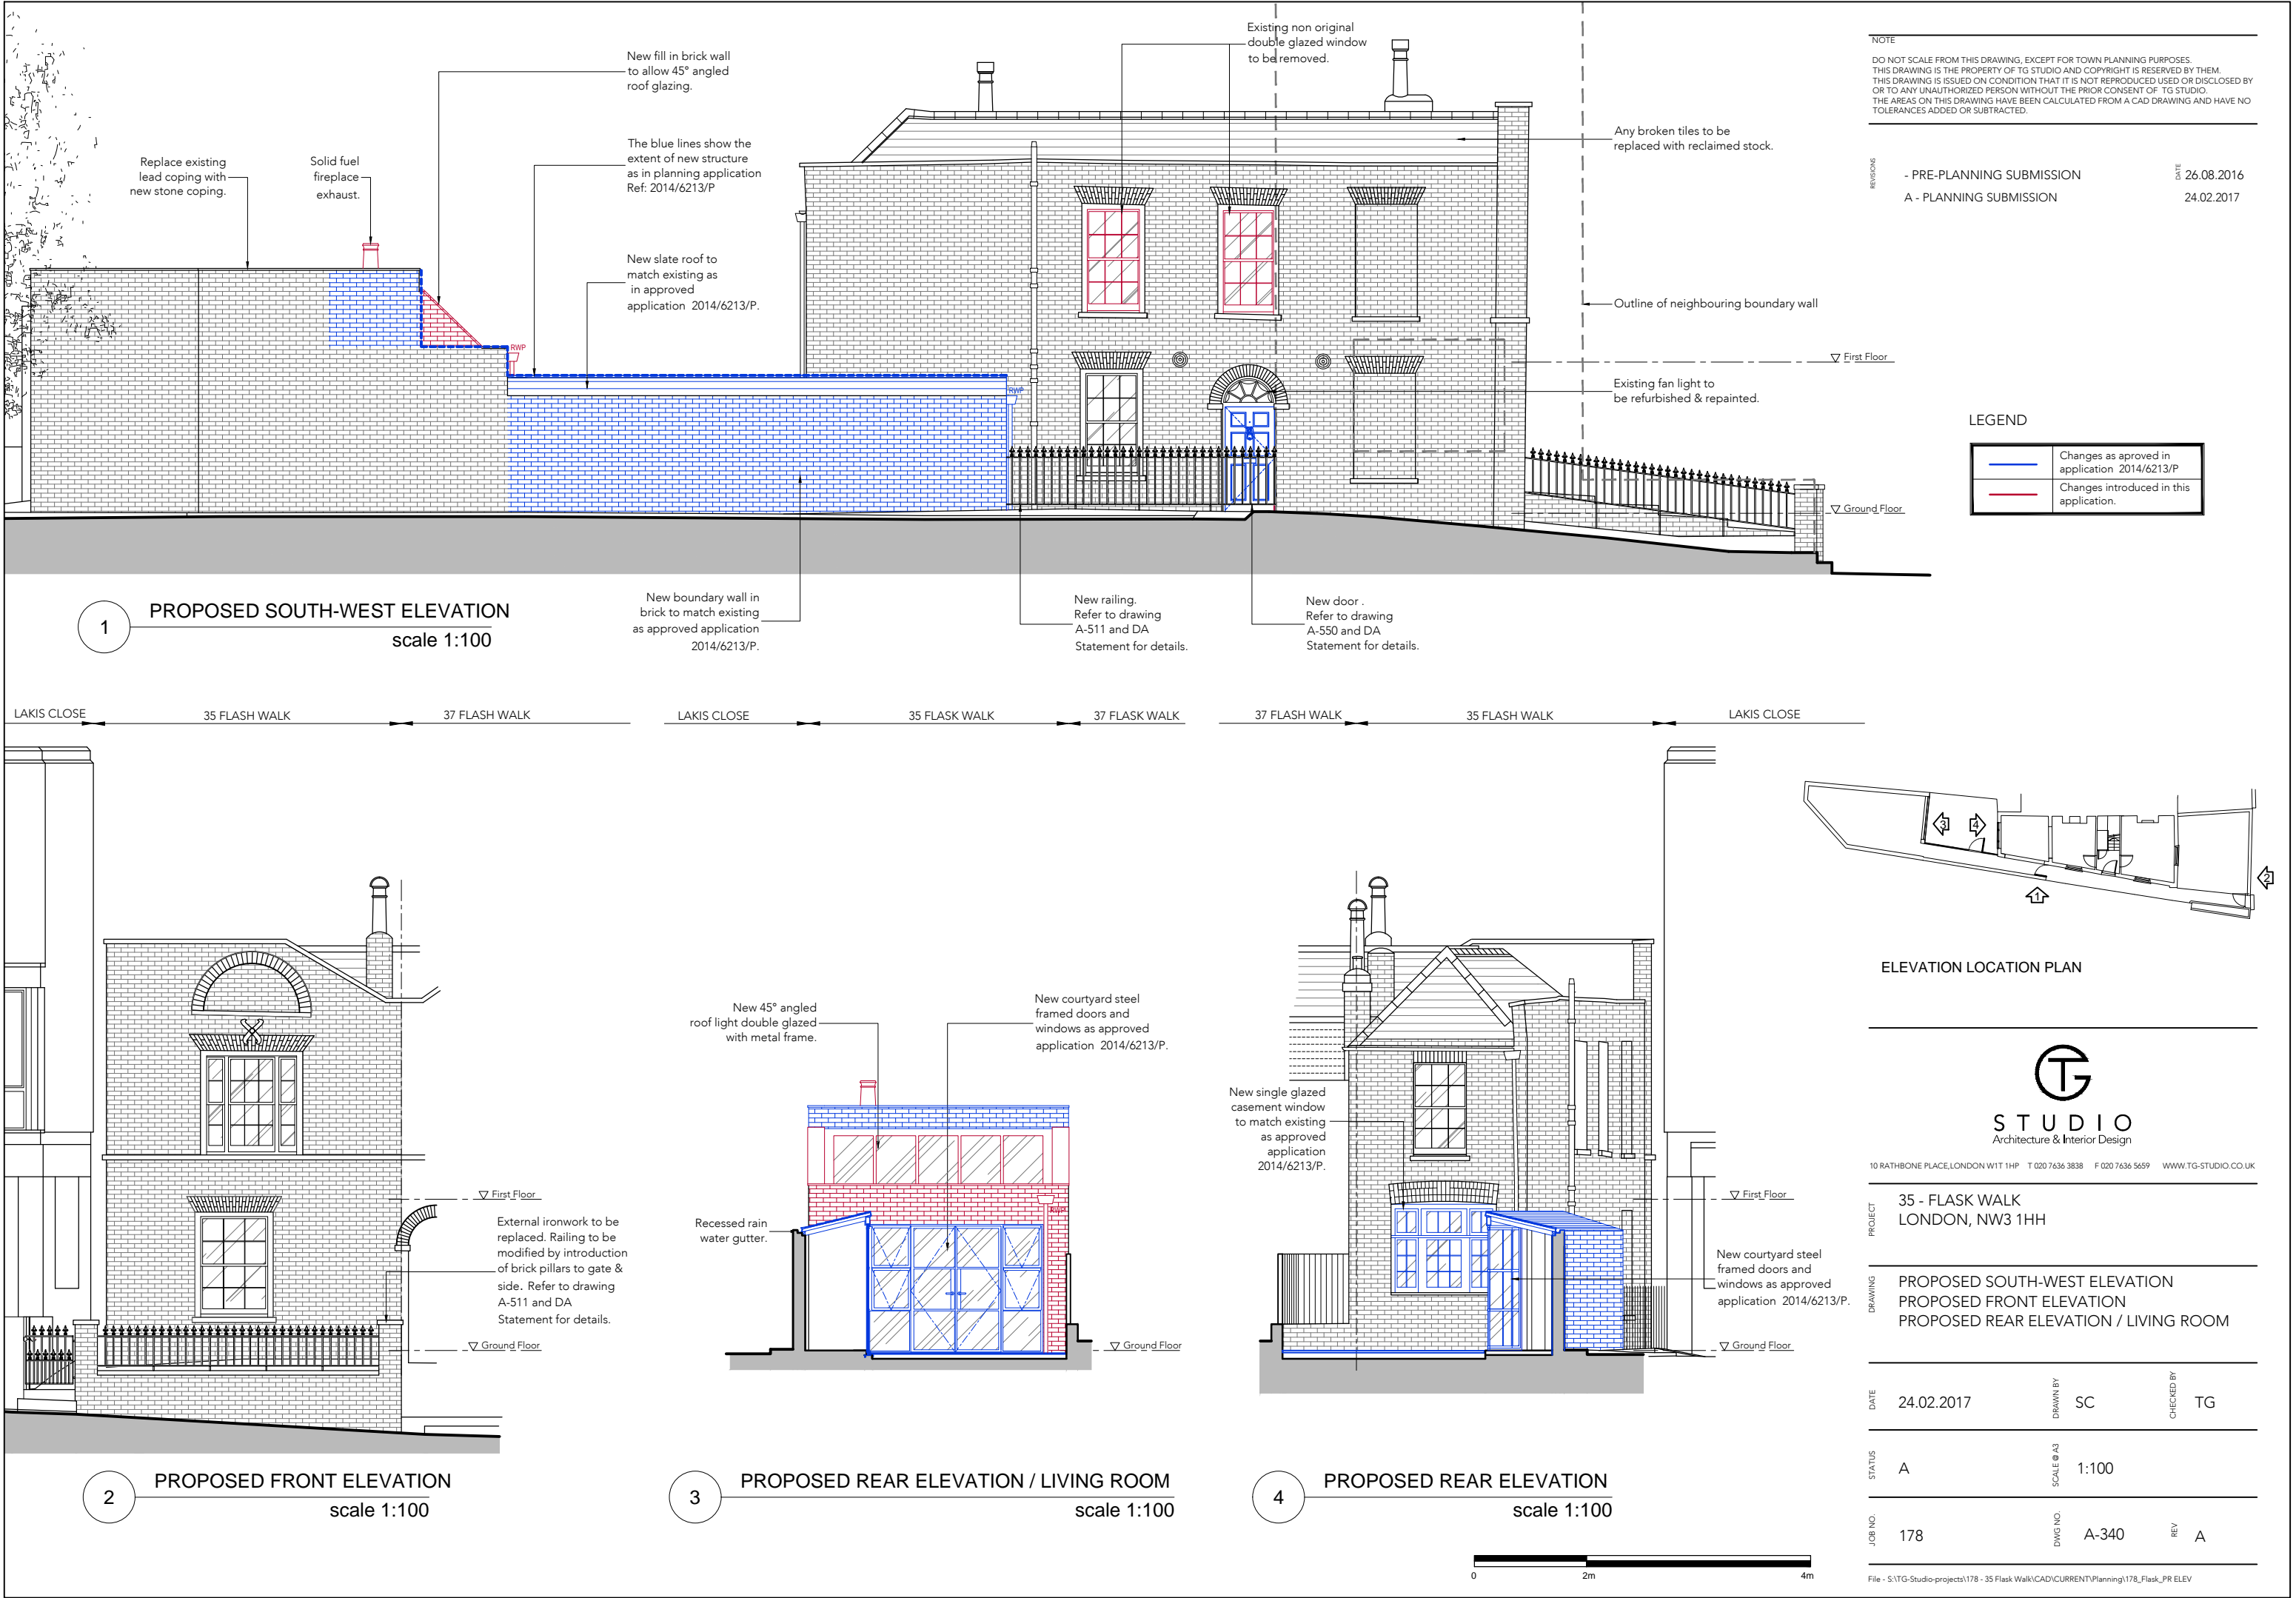 Existing non original
double glazed window
to be removed.
New fill in brick wall
to allow 45° angled
roof glazing.
The blue lines show the
extent of new structure
as in planning application
Ref: 2014/6213/P
Replace existing
lead coping with
new stone coping.
Solid fuel
fireplace
exhaust.
New slate roof to
match existing as
in approved
application 2014/6213/P.
RWP
RWP
Any broken tiles to be
replaced with reclaimed stock.
Outline of neighbouring boundary wall
First Floor
Existing fan light to
be refurbished & repainted.
Ground Floor
New boundary wall in
brick to match existing
as approved application
2014/6213/P.
New railing.
Refer to drawing
A-511 and DA
Statement for details.
New door .
Refer to drawing
A-550 and DA
Statement for details.
1
PROPOSED SOUTH-WEST ELEVATION
scale 1:100
LAKIS CLOSE
35 FLASH WALK
37 FLASH WALK
LAKIS CLOSE
35 FLASK WALK
37 FLASK WALK
37 FLASH WALK
35 FLASH WALK
LAKIS CLOSE
First Floor
External ironwork to be
replaced. Railing to be
modified by introduction
of brick pillars to gate &
side. Refer to drawing
A-511 and DA
Statement for details.
Ground Floor
2
PROPOSED FRONT ELEVATION
scale 1:100
New 45° angled
roof light double glazed
with metal frame.
New courtyard steel
framed doors and
windows as approved
application 2014/6213/P.
Recessed rain
water gutter.
RWP
Ground Floor
3
PROPOSED REAR ELEVATION / LIVING ROOM
scale 1:100
New single glazed
casement window
to match existing
as approved
application
2014/6213/P.
First Floor
New courtyard steel
framed doors and
windows as approved
application 2014/6213/P.
Ground Floor
4
PROPOSED REAR ELEVATION
scale 1:100
0 2m 4m
NOTE
DO NOT SCALE FROM THIS DRAWING, EXCEPT FOR TOWN PLANNING PURPOSES.
THIS DRAWING IS THE PROPERTY OF TG STUDIO AND COPYRIGHT IS RESERVED BY THEM.
THIS DRAWING IS ISSUED ON CONDITION THAT IT IS NOT REPRODUCED USED OR DISCLOSED BY
OR TO ANY UNAUTHORIZED PERSON WITHOUT THE PRIOR CONSENT OF TG STUDIO.
THE AREAS ON THIS DRAWING HAVE BEEN CALCULATED FROM A CAD DRAWING AND HAVE NO
TOLERANCES ADDED OR SUBTRACTED.
REVISIONS
- PRE-PLANNING SUBMISSION
DATE
26.08.2016
A - PLANNING SUBMISSION
24.02.2017
LEGEND
Changes as aproved in
application 2014/6213/P
Changes introduced in this
application.
3
4
1
2
ELEVATION LOCATION PLAN
TG
STUDIO
Architecture & Interior Design
10 RATHBONE PLACE,LONDON W1T 1HP T 020 7636 3838 F 020 7636 5659 WWW.TG-STUDIO.CO.UK
PROJECT
35 - FLASK WALK
LONDON, NW3 1HH
DRAWING
PROPOSED SOUTH-WEST ELEVATION
PROPOSED FRONT ELEVATION
PROPOSED REAR ELEVATION / LIVING ROOM
DATE
24.02.2017
DRAWN BY
SC
CHECKED BY
TG
STATUS
A
SCALE @ A3
1:100
JOB NO.
178
DWG NO.
A-340
REV
A
File - S:\TG-Studio-projects\178 - 35 Flask Walk\CAD\CURRENT\Planning\178_Flask_PR ELEV